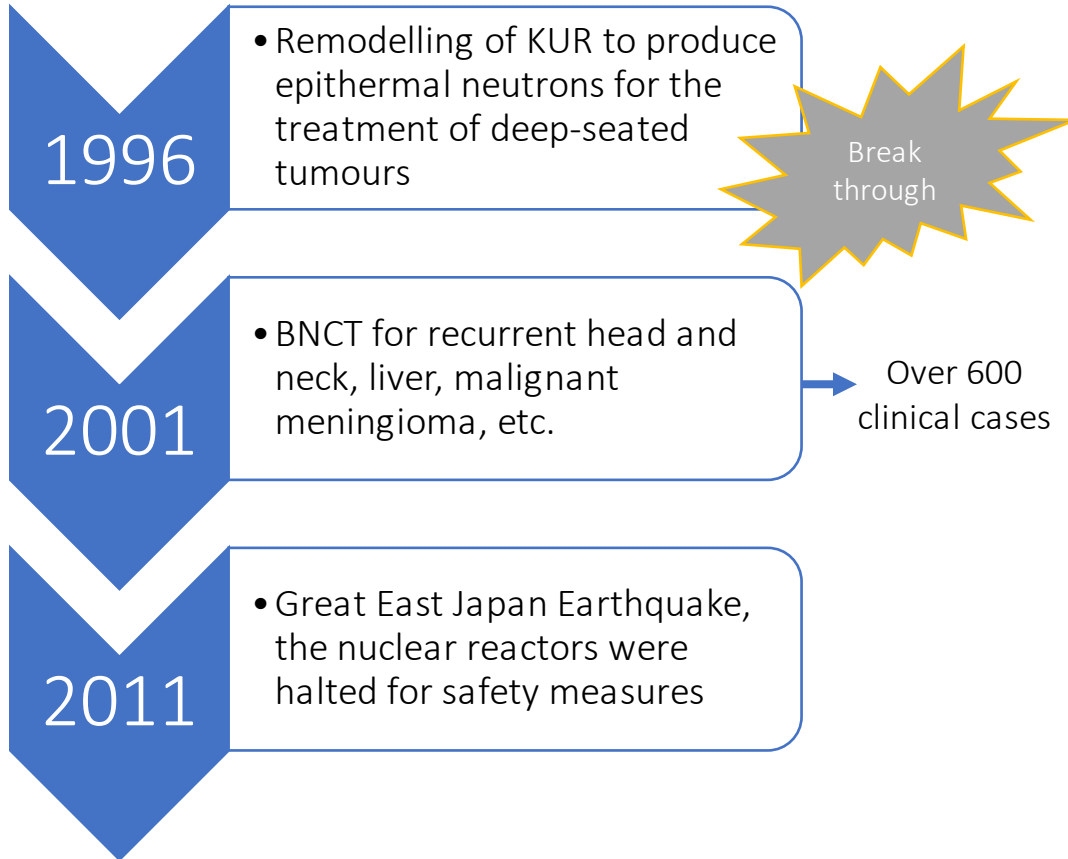 1996
• Remodelling of KUR to produce
epithermal neutrons for the
treatment of deep-seated
tumours
Break
through
2001
• BNCT for recurrent head and
neck, liver, malignant
meningioma, etc.
Over 600
clinical cases
2011
• Great East Japan Earthquake,
the nuclear reactors were
halted for safety measures